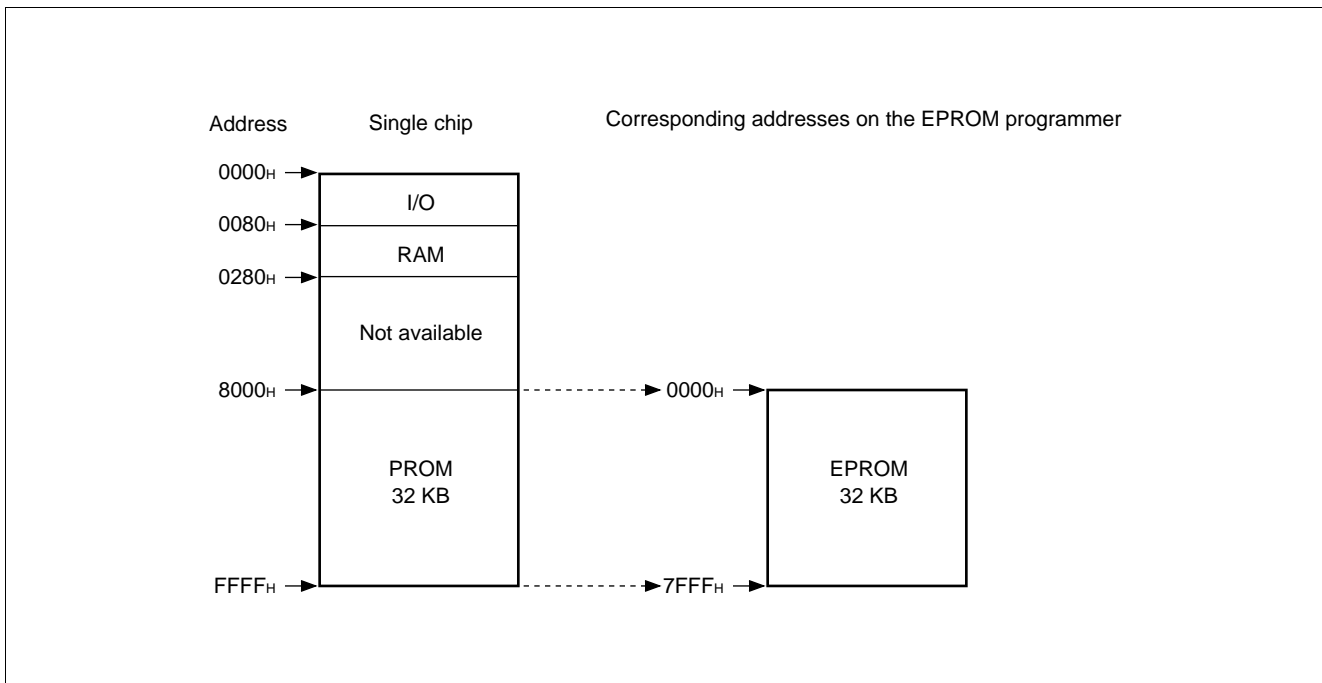 Address
Single chip
Corresponding addresses on the EPROM programmer
0000H
I/O
0080H
RAM
0280H
Not available
8000H
0000H
PROM
32 KB
EPROM
32 KB
FFFFH
7FFFH